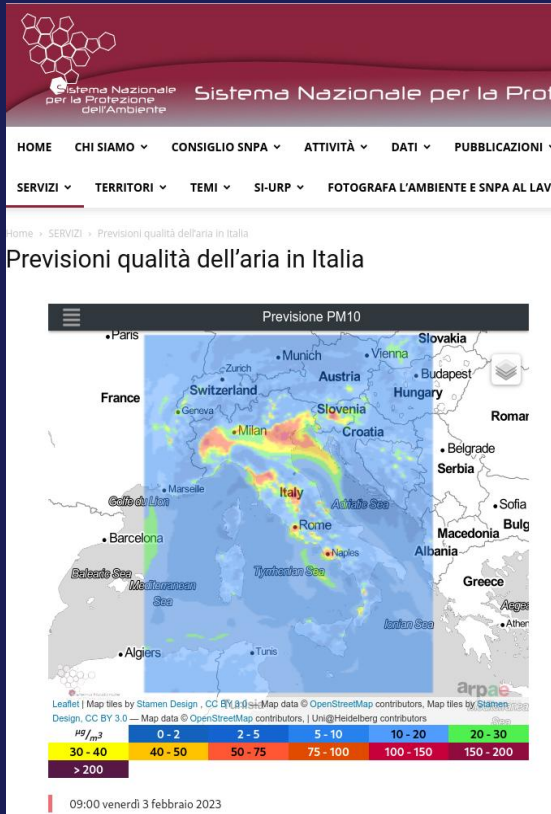 Sistema Nazionale
per la Protezione
dell'Ambiente
Sistema Nazionale per la Prot
HOME CHI SIAMO CONSIGLIO SNPA ATTIVITÀ DATI PUBBLICAZIONI
SERVIZI TERRITORI TEMI SI-URP FOTOGRAFA L'AMBIENTE E SNPA AL LAV
Home › SERVIZI › Previsioni qualità dell'aria in Italia
Previsioni qualità dell'aria in Italia
Previsione PM10
Paris
Slovakia
Munich
Vienna
Zurich
Austria
Budapest
France
Switzerland
Hungary
Geneva
Slovenia
Romar
Milan
Croatia
Belgrade
Serbia
Marseille
Italy
Golfe du Lion
Adriatic Sea
Sofia
Barcelona
Rome
Macedonia
Bulg
Naples
Albania
Balearic Sea
Tyrrhenian Sea
Mediterranean
Sea
Greece
Aegea
Ionian Sea
Athen
Algiers
Tunis
arpae
Leaflet | Map tiles by Stamen Design , CC BY 3.0 — Map data © OpenStreetMap contributors, Map tiles by Stamen
Design, CC BY 3.0 — Map data © OpenStreetMap contributors, | Uni@Heidelberg contributors
µg/m3 0 - 2 2 - 5 5 - 10 10 - 20 20 - 30
30 - 40 40 - 50 50 - 75 75 - 100 100 - 150 150 - 200
> 200
09:00 venerdì 3 febbraio 2023